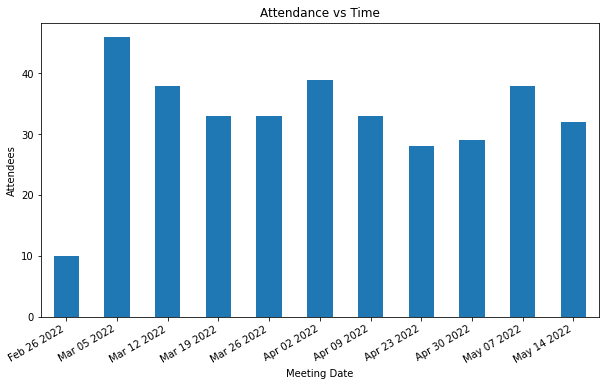 Attendance vs Time
Attendees
40
30
20
10
0
Feb 26 2022
Mar 05 2022
Mar 12 2022
Mar 19 2022
Mar 26 2022
Apr 02 2022
Apr 09 2022
Apr 23 2022
Apr 30 2022
May 07 2022
May 14 2022
Meeting Date